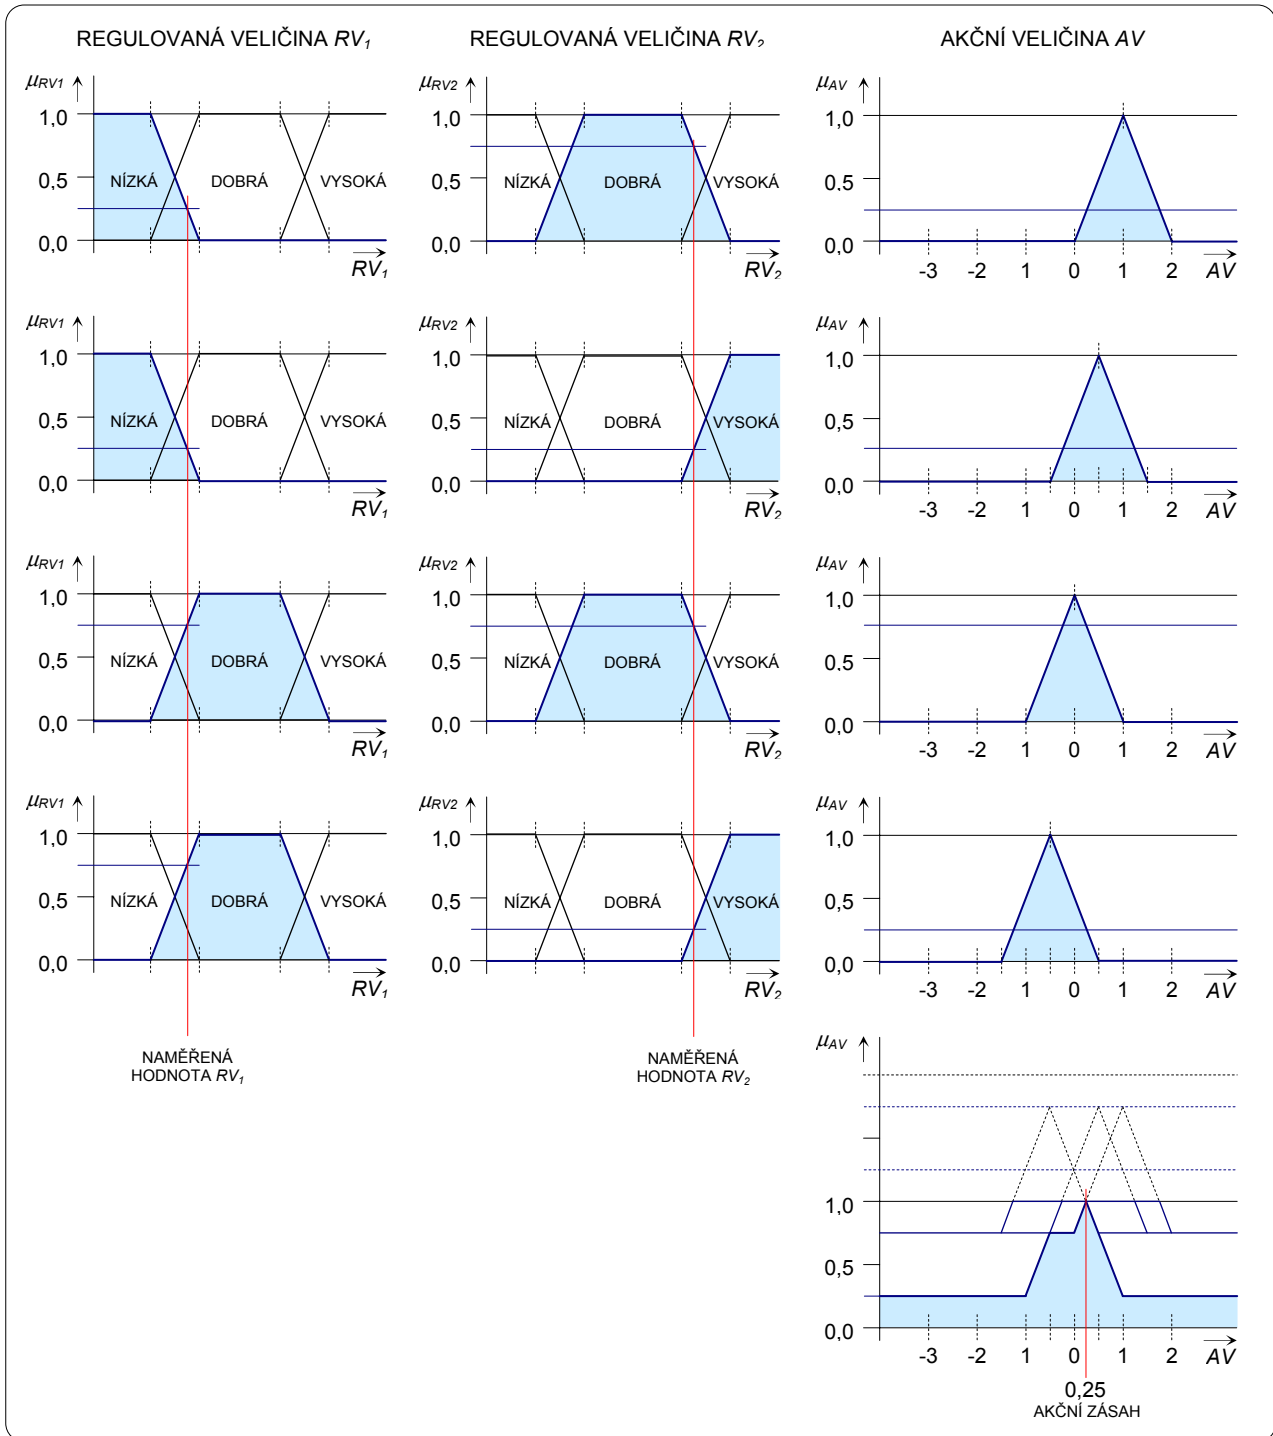 REGULOVANÁ VELIČINA RV₁
REGULOVANÁ VELIČINA RV₂
AKČNÍ VELIČINA AV
μRV1
1,0
0,5
0,0
NÍZKÁ DOBRÁ VYSOKÁ
RV₁
μRV2
1,0
0,5
0,0
NÍZKÁ DOBRÁ VYSOKÁ
RV₂
μAV
1,0
0,5
0,0
-3 -2 1 0 1 2 AV
μRV1
1,0
0,5
0,0
NÍZKÁ DOBRÁ VYSOKÁ
RV₁
μRV2
1,0
0,5
0,0
NÍZKÁ DOBRÁ VYSOKÁ
RV₂
μAV
1,0
0,5
0,0
-3 -2 1 0 1 2 AV
μRV1
1,0
0,5
0,0
NÍZKÁ DOBRÁ VYSOKÁ
RV₁
μRV2
1,0
0,5
0,0
NÍZKÁ DOBRÁ VYSOKÁ
RV₂
μAV
1,0
0,5
0,0
-3 -2 1 0 1 2 AV
μRV1
1,0
0,5
0,0
NÍZKÁ DOBRÁ VYSOKÁ
RV₁
μRV2
1,0
0,5
0,0
NÍZKÁ DOBRÁ VYSOKÁ
RV₂
μAV
1,0
0,5
0,0
-3 -2 1 0 1 2 AV
NAMĚŘENÁ
HODNOTA RV₁
NAMĚŘENÁ
HODNOTA RV₂
μAV
1,0
0,5
0,0
-3 -2 1 0 1 2 AV
0,25
AKČNÍ ZÁSAH